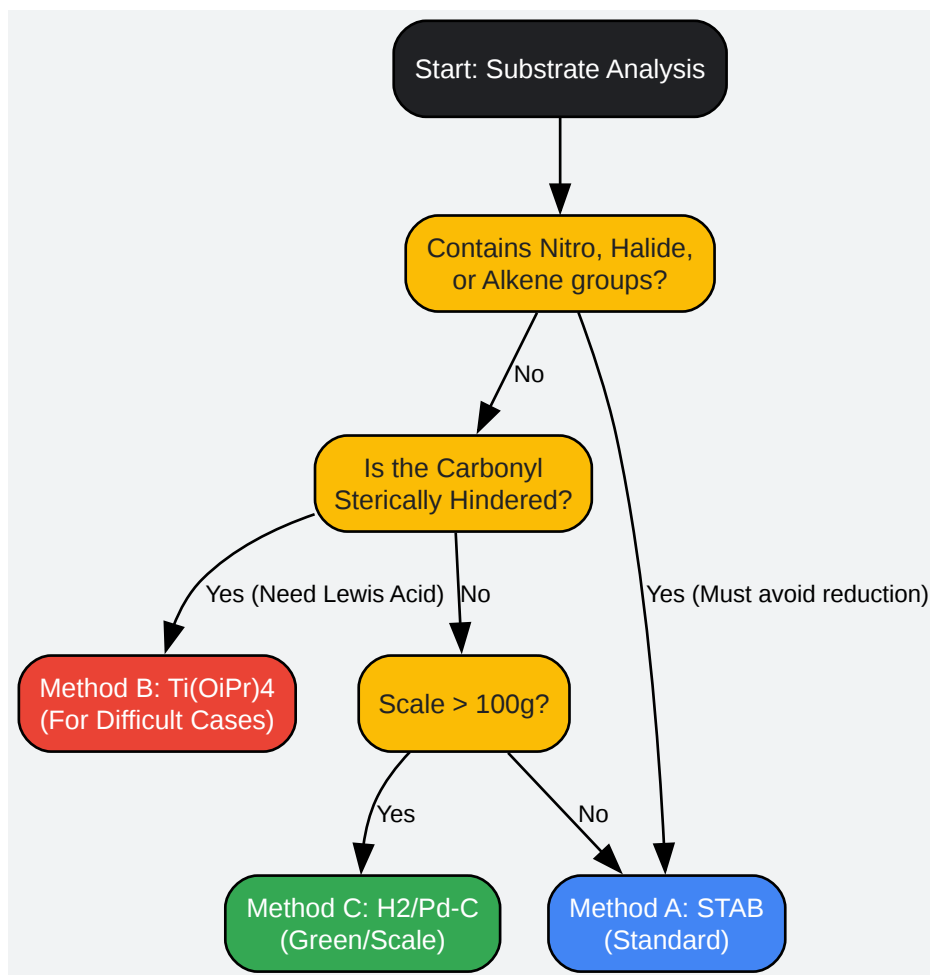 Start: Substrate Analysis
Contains Nitro, Halide,
or Alkene groups?
No
Is the Carbonyl
Sterically Hindered?
Yes (Need Lewis Acid)
No
Yes (Must avoid reduction)
Method B: Ti(OiPr)4
(For Difficult Cases)
Scale > 100g?
Yes
No
Method C: H2/Pd-C
(Green/Scale)
Method A: STAB
(Standard)